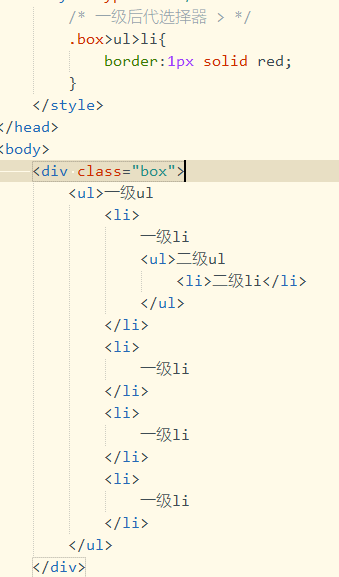 /* 一级后代选择器 > */
.box>ul>li{
border:1px solid red;
}
</style>
</head>
<body>
<div class="box">
<ul>一级ul
<li>
一级li
<ul>二级ul
<li>二级li</li>
</ul>
</li>
<li>
一级li
</li>
<li>
一级li
</li>
<li>
一级li
</li>
</ul>
</div>